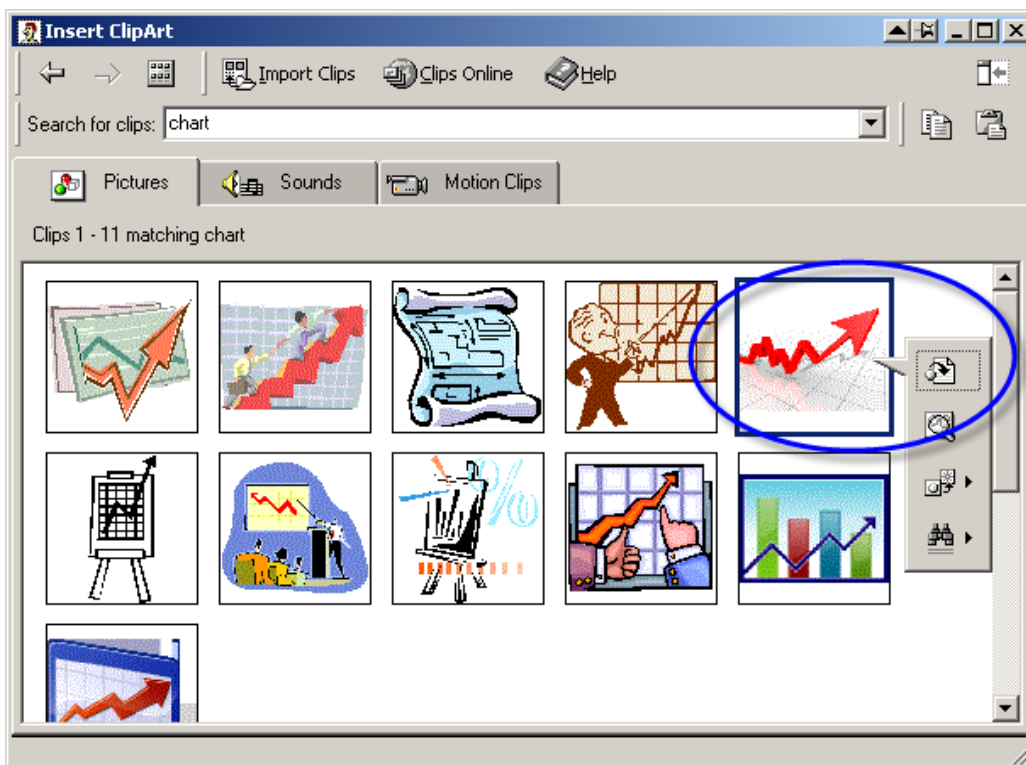 Insert ClipArt
Import Clips Clips Online Help
Search for clips: chart
Pictures Sounds Motion Clips
Clips 1 - 11 matching chart
%